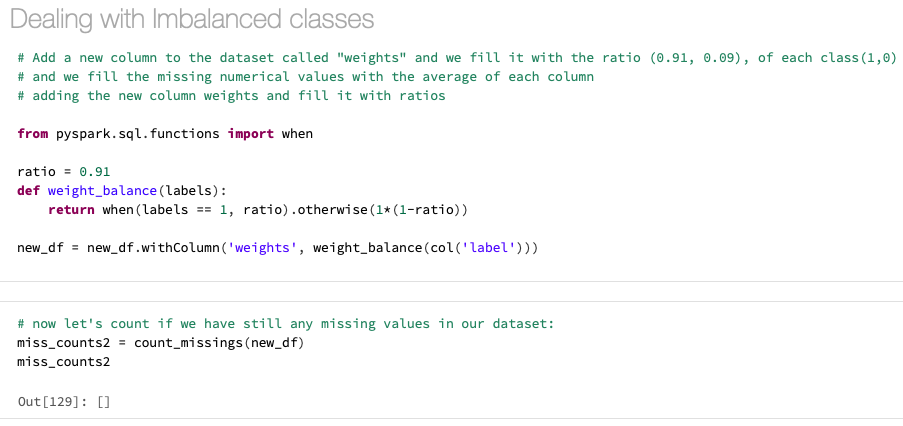 Dealing with Imbalanced classes
# Add a new column to the dataset called "weights" and we fill it with the ratio (0.91, 0.09), of each class(1,0)
# and we fill the missing numerical values with the average of each column
# adding the new column weights and fill it with ratios
from pyspark.sql.functions import when
ratio = 0.91
def weight_balance(labels):
    return when(labels == 1, ratio).otherwise(1*(1-ratio))
new_df = new_df.withColumn('weights', weight_balance(col('label')))
# now let's count if we have still any missing values in our dataset:
miss_counts2 = count_missings(new_df)
miss_counts2
Out[129]: []